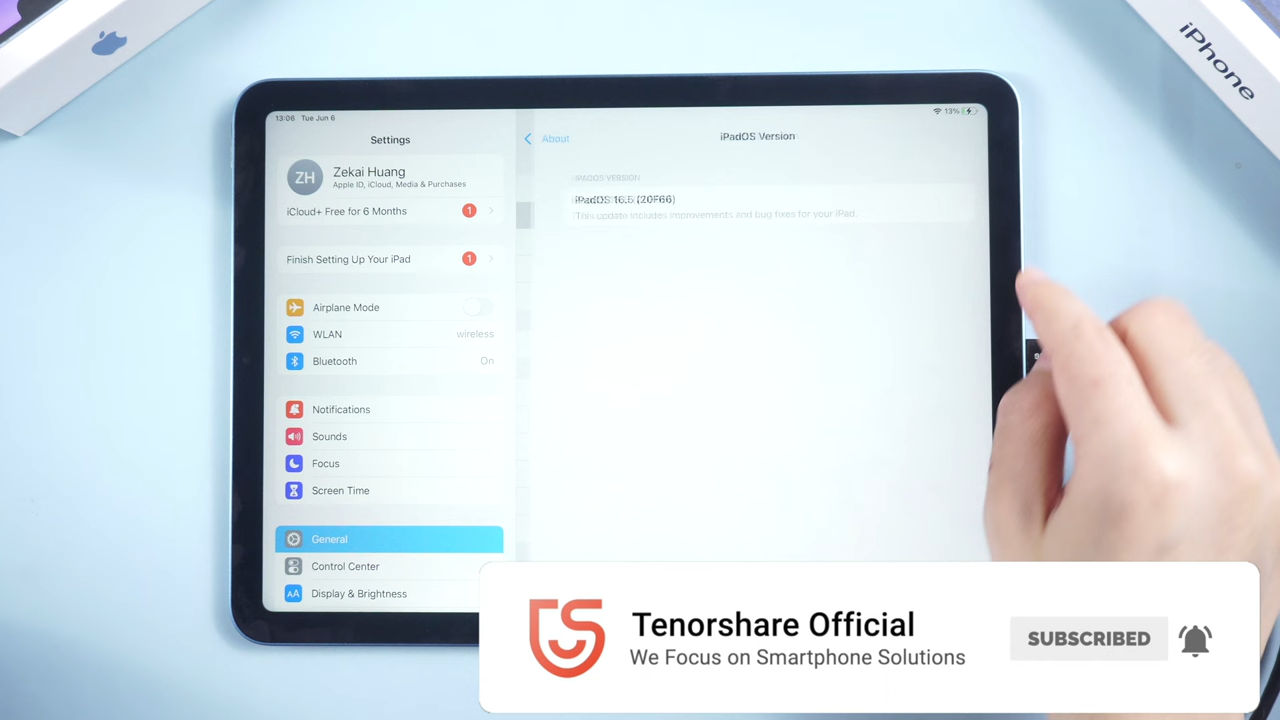 iPhone
13:06 Tue Jun 6
13%
Settings
ZH
Zekai Huang
Apple ID, iCloud, Media & Purchases
iCloud+ Free for 6 Months
1
Finish Setting Up Your iPad
1
Airplane Mode
WLAN
wireless
Bluetooth
On
Notifications
Sounds
Focus
Screen Time
General
Control Center
AA
Display & Brightness
About
iPadOS Version
IPADOS VERSION
iPadOS 16.5 (20F66)
This update includes improvements and bug fixes for your iPad.
Tenorshare Official
We Focus on Smartphone Solutions
SUBSCRIBED